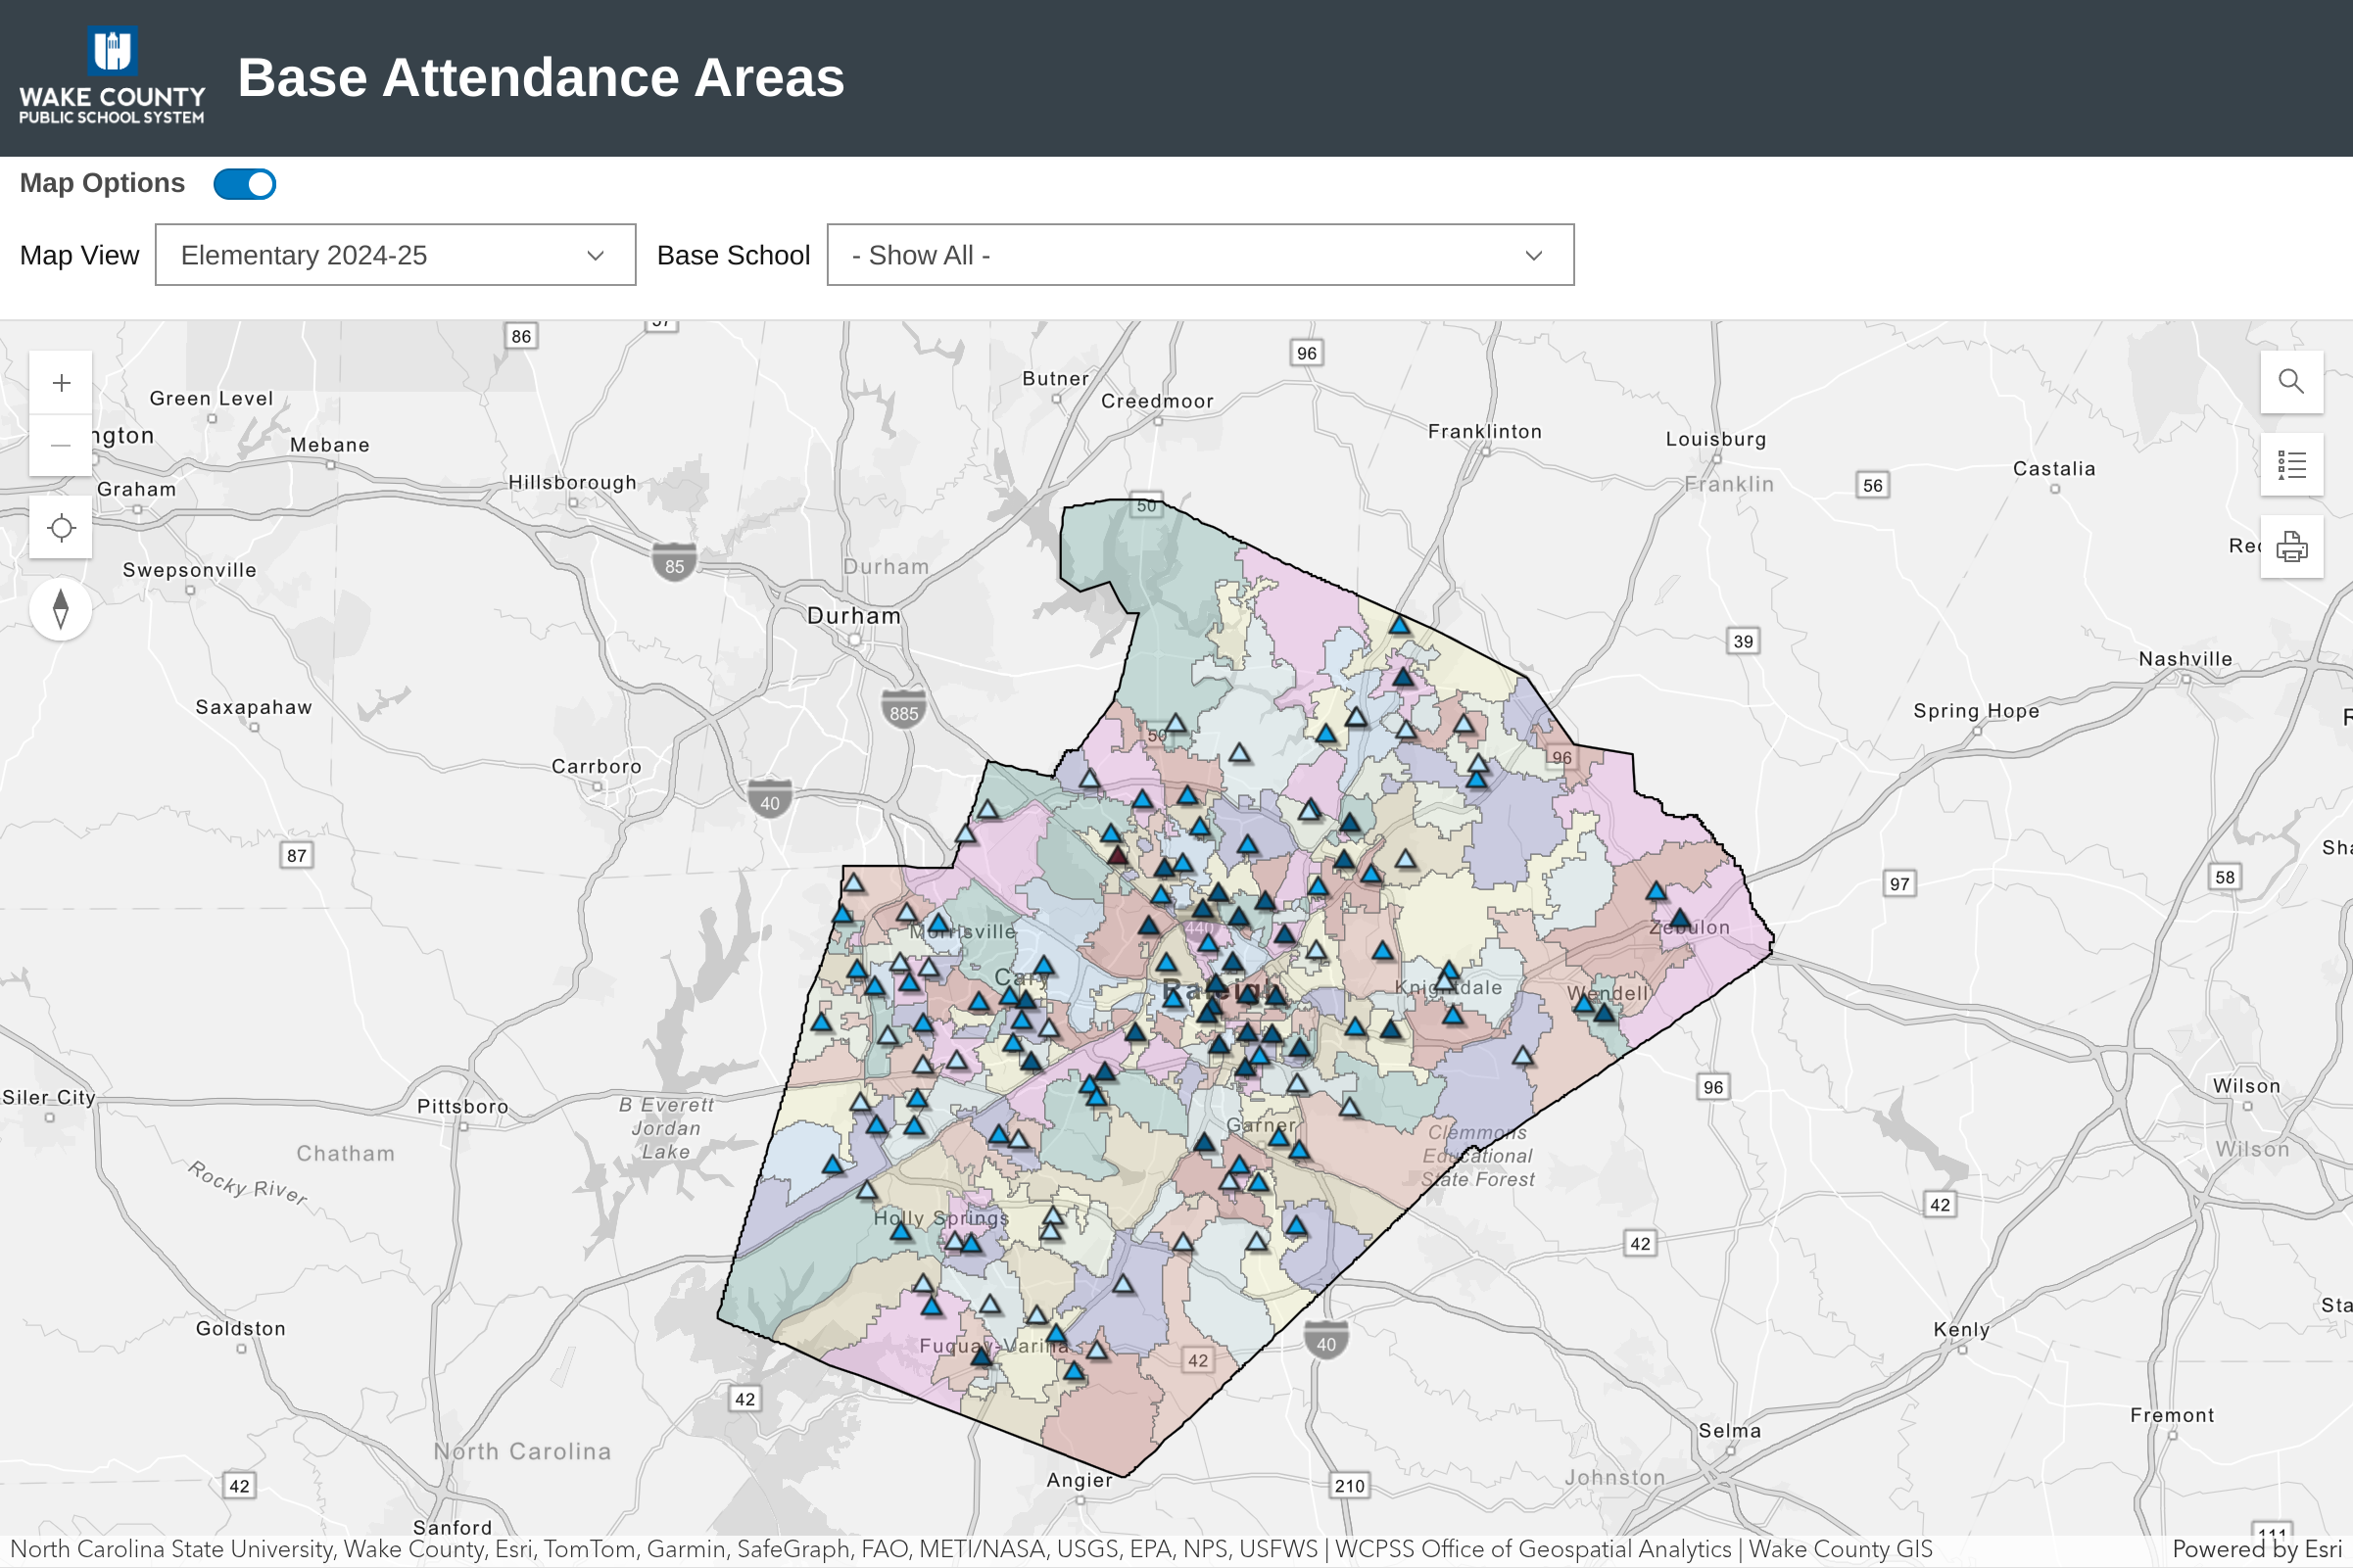 WAKE COUNTY
PUBLIC SCHOOL SYSTEM
Base Attendance Areas
Map Options
Map View
Elementary 2024-25
Base School
- Show All -
86
96
Butner
Green Level
Creedmoor
ngton
Mebane
Franklinton
Louisburg
Castalia
Hillsborough
Franklin
56
Graham
50
85
Durham
Swepsonville
Durham
39
Nashville
885
Saxapahaw
Spring Hope
50
96
Carrboro
40
87
97
58
Morrisville
440
Zebulon
Cary
Raleigh
Knightdale
Wendell
96
Siler City
Wilson
Pittsboro
B Everett
Jordan
Lake
Garner
Clemmons
Educational
State Forest
Chatham
Wilson
Rocky River
42
Holly Springs
42
Goldston
Kenly
40
Fuquay-Varina
42
42
Fremont
Selma
North Carolina
Angier
Johnston
42
210
Sanford
111
North Carolina State University, Wake County, Esri, TomTom, Garmin, SafeGraph, FAO, METI/NASA, USGS, EPA, NPS, USFWS | WCPSS Office of Geospatial Analytics | Wake County GIS
Powered by Esri